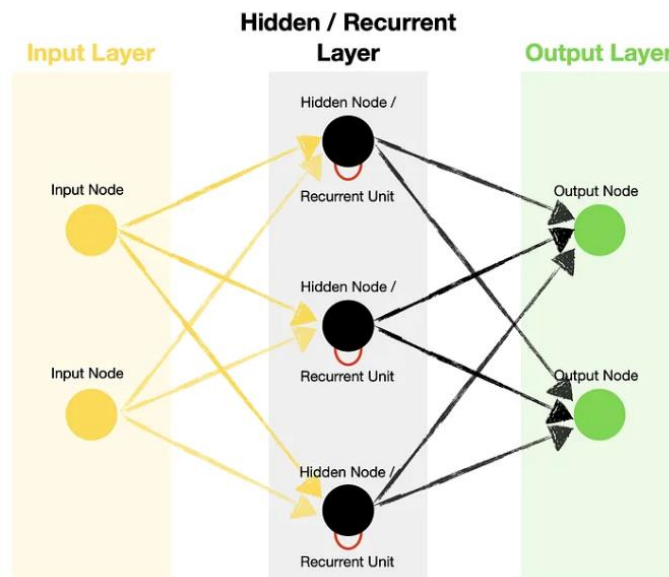 Hidden / Recurrent
Layer
Input Layer
Output Layer
Hidden Node /
Recurrent Unit
Input Node
Output Node
Hidden Node /
Recurrent Unit
Input Node
Output Node
Hidden Node /
Recurrent Unit